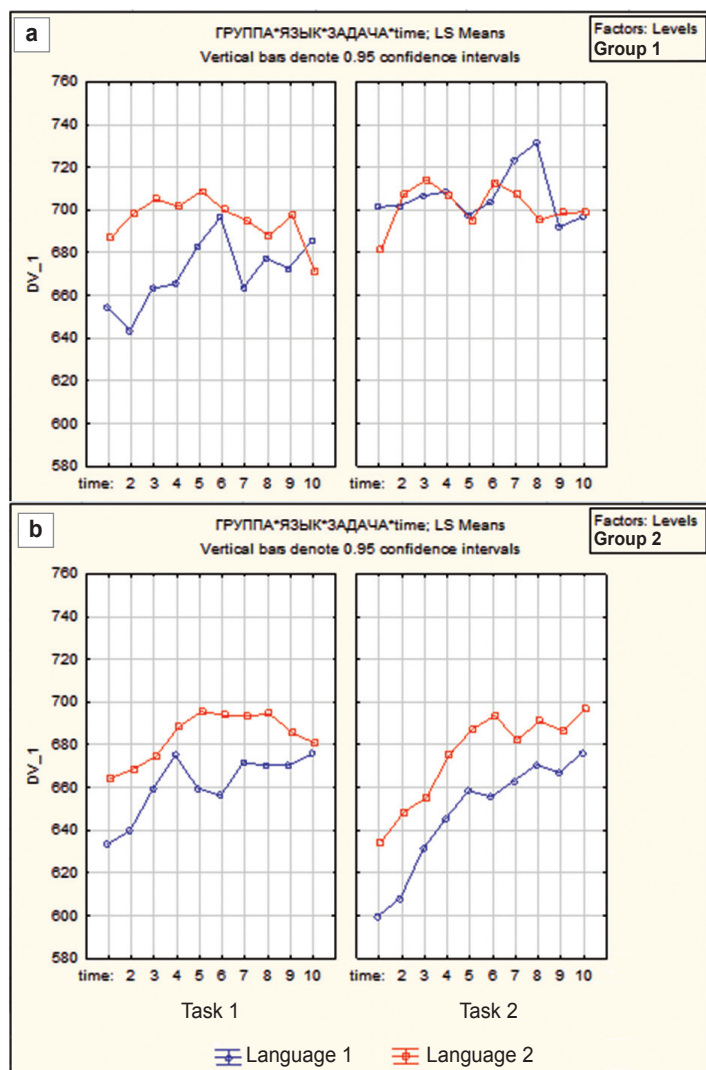 a
ГРУППА*ЯЗЫК*ЗАДАЧА*time; LS Means
Vertical bars denote 0.95 confidence intervals
Factors: Levels
Group 1
760
740
720
700
680
660
640
620
600
580
DV_1
time: 2 3 4 5 6 7 8 9 10
time: 2 3 4 5 6 7 8 9 10
b
ГРУППА*ЯЗЫК*ЗАДАЧА*time; LS Means
Vertical bars denote 0.95 confidence intervals
Factors: Levels
Group 2
760
740
720
700
680
660
640
620
600
580
DV_1
time: 2 3 4 5 6 7 8 9 10
time: 2 3 4 5 6 7 8 9 10
Task 1
Task 2
Language 1
Language 2